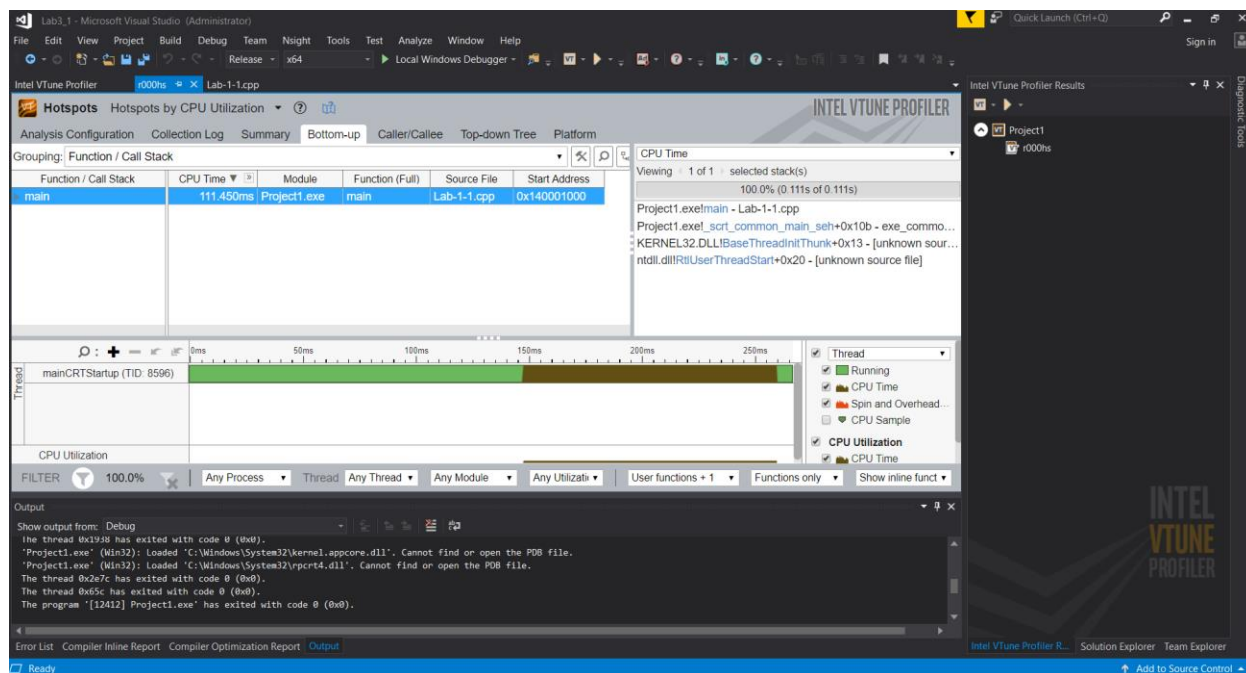 Lab3_1 - Microsoft Visual Studio (Administrator)
Quick Launch (Ctrl+Q)
File Edit View Project Build Debug Team Nsight Tools Test Analyze Window Help
Sign in
Release x64 Local Windows Debugger
Intel VTune Profiler r000hs Lab-1-1.cpp
Intel VTune Profiler Results
Diagnostic Tools
Hotspots Hotspots by CPU Utilization
INTEL VTUNE PROFILER
Analysis Configuration Collection Log Summary Bottom-up Caller/Callee Top-down Tree Platform
Project1
r000hs
Grouping: Function / Call Stack
CPU Time
Viewing 1 of 1 selected stack(s)
Function / Call Stack CPU Time Module Function (Full) Source File Start Address
100.0% (0.111s of 0.111s)
main 111.450ms Project1.exe main Lab-1-1.cpp 0x140001000
Project1.exe!main - Lab-1-1.cpp
Project1.exe!_scrt_common_main_seh+0x10b - exe_commo...
KERNEL32.DLL!BaseThreadInitThunk+0x13 - [unknown sour...
ntdll.dll!RtlUserThreadStart+0x20 - [unknown source file]
0ms 50ms 100ms 150ms 200ms 250ms
Thread
mainCRTStartup (TID: 8596)
Thread
Running
CPU Time
Spin and Overhead...
CPU Sample
CPU Utilization
CPU Utilization
CPU Time
FILTER 100.0% Any Process Thread Any Thread Any Module Any Utilizati User functions + 1 Functions only Show inline funct
Output
Show output from: Debug
The thread 0x1938 has exited with code 0 (0x0).
'Project1.exe' (Win32): Loaded 'C:\Windows\System32\kernel.appcore.dll'. Cannot find or open the PDB file.
'Project1.exe' (Win32): Loaded 'C:\Windows\System32\rpcrt4.dll'. Cannot find or open the PDB file.
The thread 0x2e7c has exited with code 0 (0x0).
The thread 0x65c has exited with code 0 (0x0).
The program '[12412] Project1.exe' has exited with code 0 (0x0).
INTEL
VTUNE
PROFILER
Error List Compiler Inline Report Compiler Optimization Report Output
Intel VTune Profiler R... Solution Explorer Team Explorer
Ready
Add to Source Control